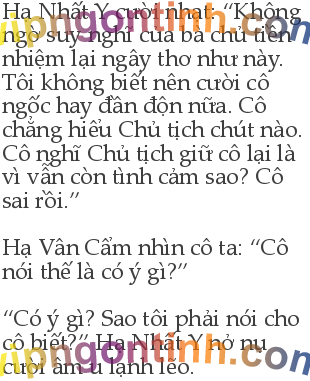 Hạ Nhất Y cười nhạt: “Không
ngờ suy nghĩ của bà chủ tiền
nhiệm lại ngây thơ như này.
Tôi không biết nên cười cô
ngốc hay đần độn nữa. Cô
chẳng hiểu Chủ tịch chút nào.
Cô nghĩ Chủ tịch giữ cô lại là
vì vẫn còn tình cảm sao? Cô
sai rồi.”
Hạ Vân Cẩm nhìn cô ta: “Cô
nói thế là có ý gì?”
“Có ý gì? Sao tôi phải nói cho
cô biết?” Hạ Nhất Y nở nụ
cười âm u lạnh lẽo.
vipngontinh.com
vipngontinh.com